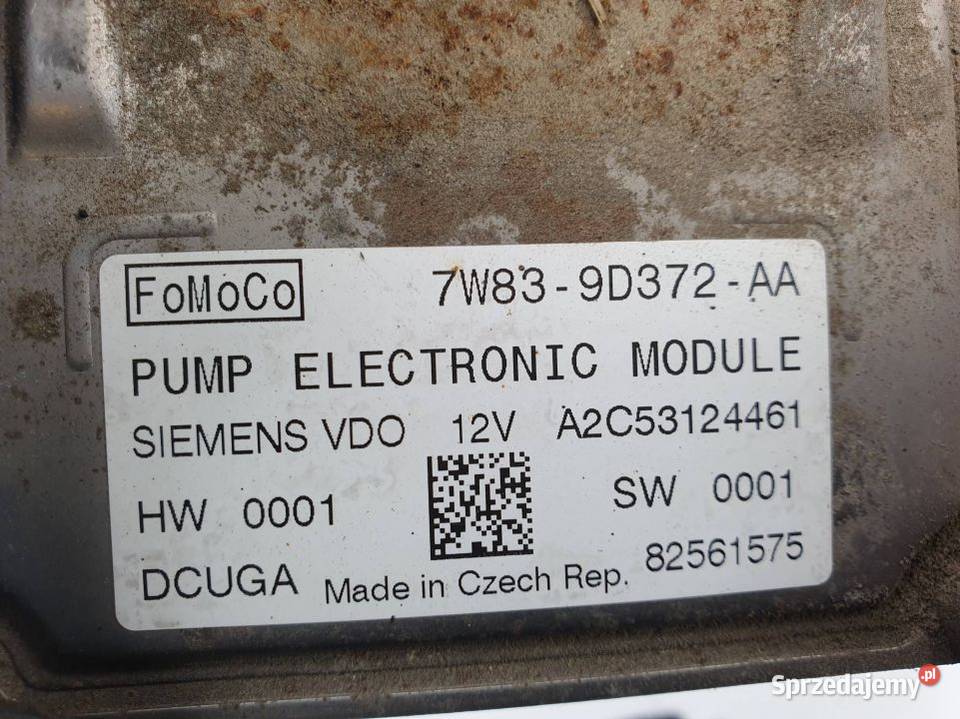 FoMoCo 7W83-9D372-AA
PUMP ELECTRONIC MODULE
SIEMENS VDO 12V A2C53124461
HW 0001 SW 0001
DCUGA Made in Czech Rep. 82561575
Sprzedajemy.pl